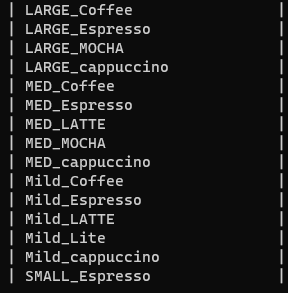 | LARGE_Coffee |
| LARGE_Espresso |
| LARGE_MOCHA |
| LARGE_cappuccino |
| MED_Coffee |
| MED_Espresso |
| MED_LATTE |
| MED_MOCHA |
| MED_cappuccino |
| Mild_Coffee |
| Mild_Espresso |
| Mild_LATTE |
| Mild_Lite |
| Mild_cappuccino |
| SMALL_Espresso |